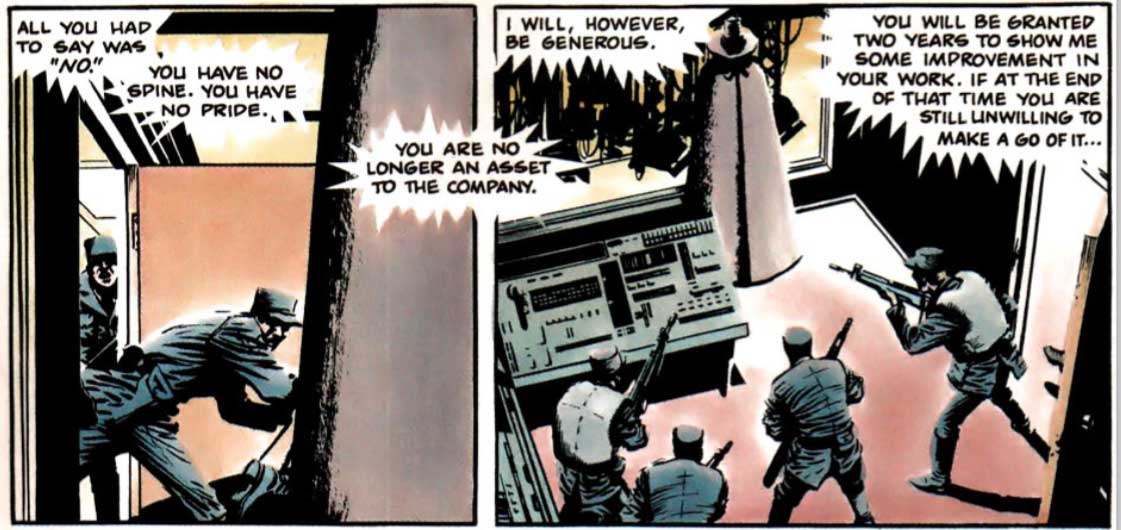 ALL YOU HAD
TO SAY WAS
"NO."
YOU HAVE NO
SPINE. YOU HAVE
NO PRIDE.
YOU ARE NO
LONGER AN ASSET
TO THE COMPANY.
I WILL, HOWEVER,
BE GENEROUS.
YOU WILL BE GRANTED
TWO YEARS TO SHOW ME
SOME IMPROVEMENT IN
YOUR WORK. IF AT THE END
OF THAT TIME YOU ARE
STILL UNWILLING TO
MAKE A GO OF IT...